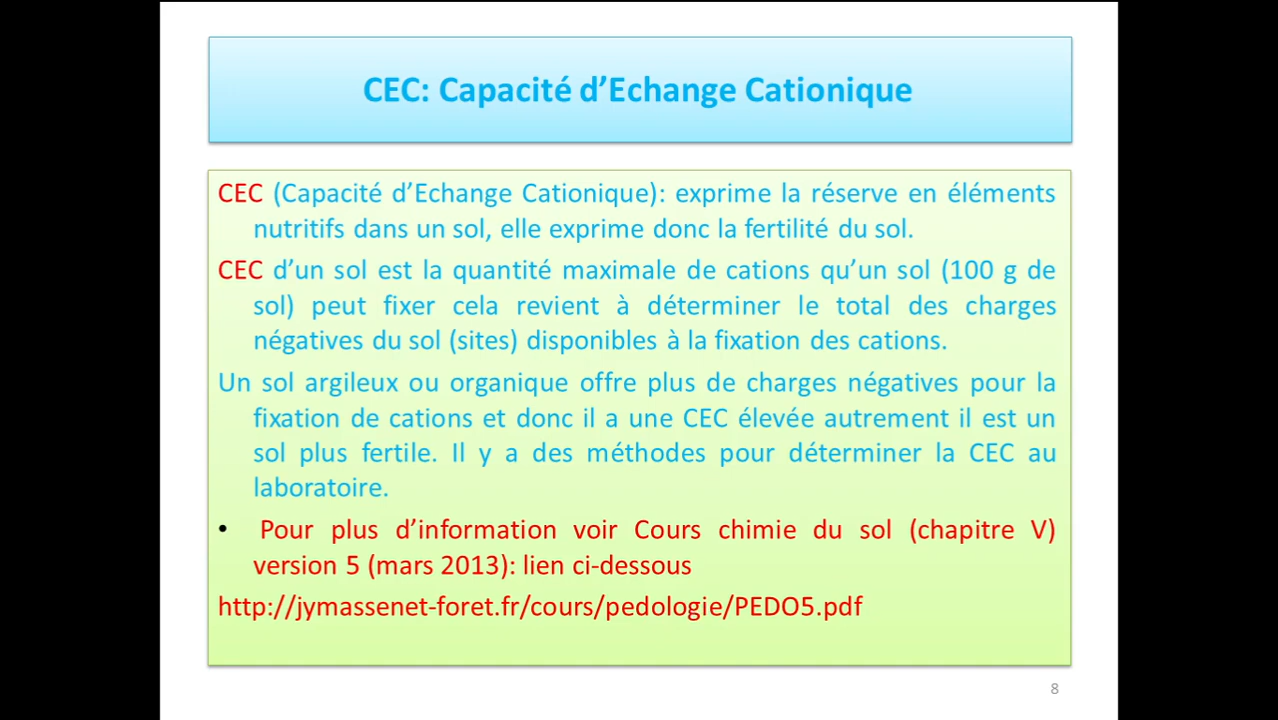 CEC: Capacité d’Echange Cationique
CEC (Capacité d’Echange Cationique): exprime la réserve en éléments
nutritifs dans un sol, elle exprime donc la fertilité du sol.
CEC d’un sol est la quantité maximale de cations qu’un sol (100 g de
sol) peut fixer cela revient à déterminer le total des charges
négatives du sol (sites) disponibles à la fixation des cations.
Un sol argileux ou organique offre plus de charges négatives pour la
fixation de cations et donc il a une CEC élevée autrement il est un
sol plus fertile. Il y a des méthodes pour déterminer la CEC au
laboratoire.
• Pour plus d’information voir Cours chimie du sol (chapitre V)
version 5 (mars 2013): lien ci-dessous
http://jymassenet-foret.fr/cours/pedologie/PEDO5.pdf
8